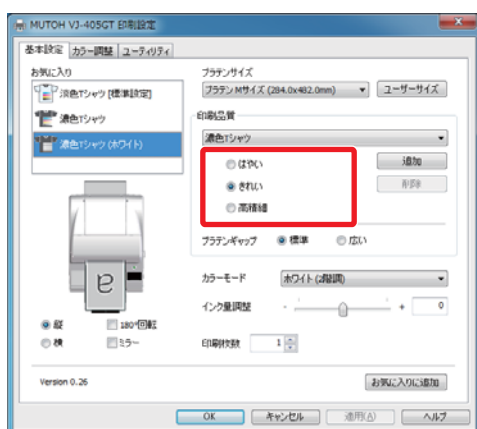 MUTOH VJ-405GT 印刷設定
基本設定 カラー調整 ユーティリティ
お気に入り
淡色Tシャツ [標準設定]
濃色Tシャツ
濃色Tシャツ (ホワイト)
プラテンサイズ
プラテン Mサイズ (284.0x482.0mm) ユーザーサイズ
印刷品質
濃色Tシャツ
はやい 追加
きれい 削除
高精細
プラテンギャップ 標準 広い
カラーモード ホワイト (2階調)
インク量調整 - + 0
印刷枚数 1
a
縦 180°回転
横 ミラー
Version 0.26
お気に入りに追加
OK キャンセル 適用(A) ヘルプ